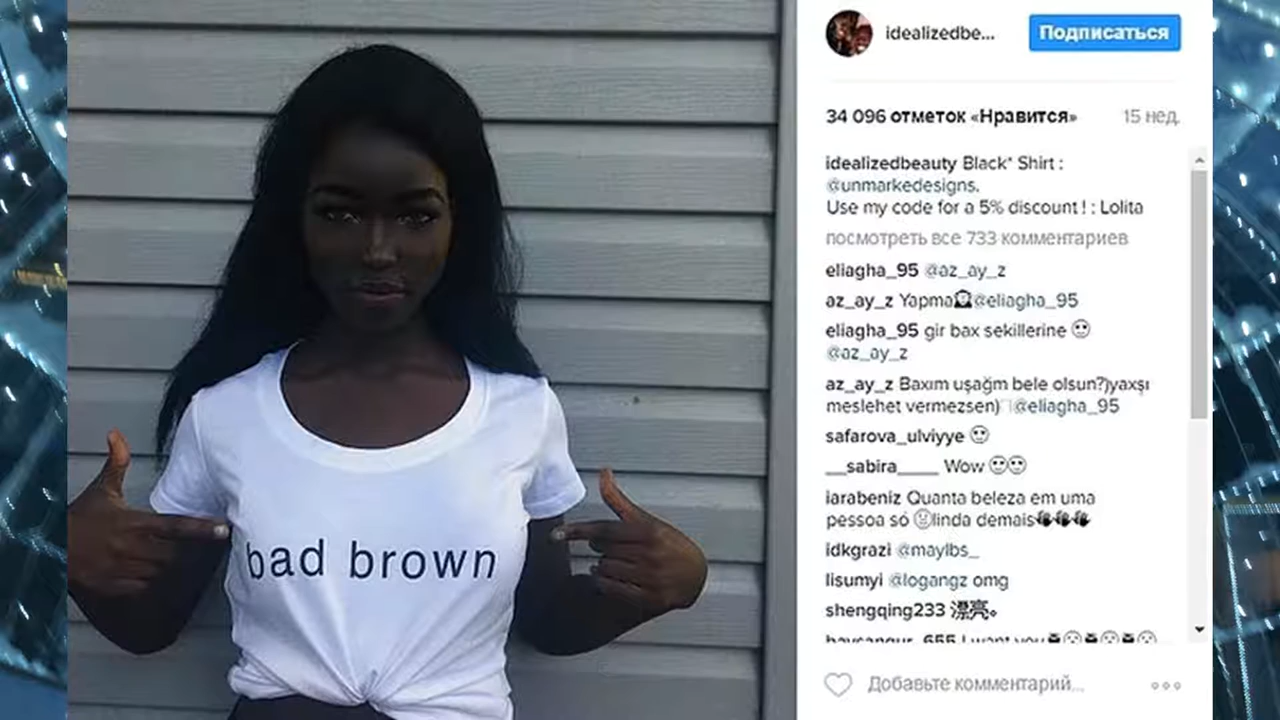 bad brown
idealizedbe...
Подписаться
34 096 отметок «Нравится»
15 нед.
idealizedbeauty Black* Shirt :
@unmarkedesigns.
Use my code for a 5% discount ! : Lolita
посмотреть все 733 комментариев
eliagha_95 @az_ay_z
az_ay_z Yapma@eliagha_95
eliagha_95 gir bax sekillerine
@az_ay_z
az_ay_z Baxım uşağm bele olsun?)yaxşı
meslehet vermezsen) @eliagha_95
safarova_ulviyye
__sabira____ Wow
iarabeniz Quanta beleza em uma
pessoa só linda demais
idkgrazi @maylbs_
lisumyi @logangz omg
shengqing233 漂亮。
baysangur_655 I want you
Добавьте комментарий...